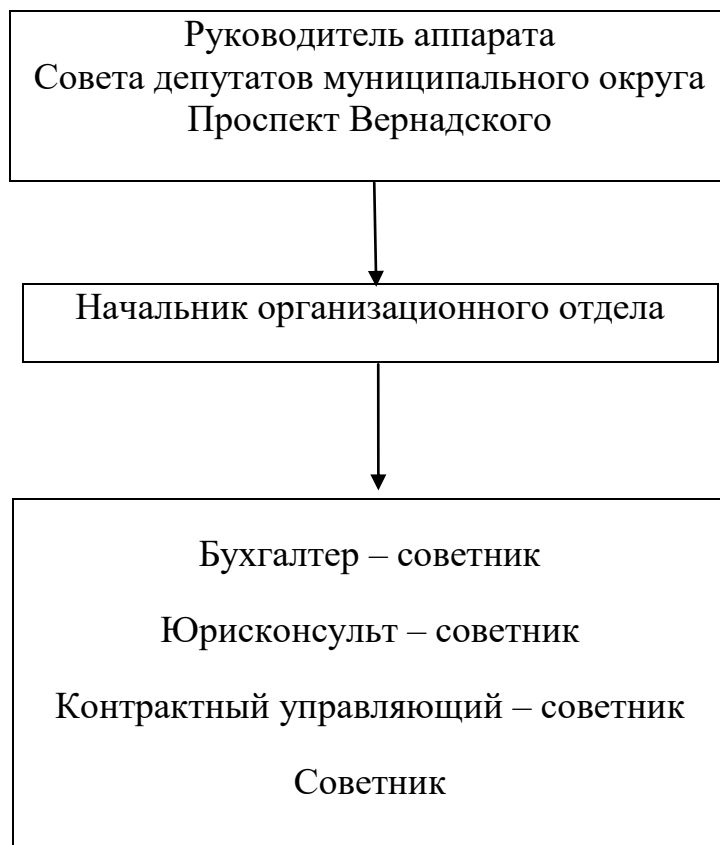 Руководитель аппарата
Совета депутатов муниципального округа
Проспект Вернадского
Начальник организационного отдела
Бухгалтер – советник
Юрисконсульт – советник
Контрактный управляющий – советник
Советник